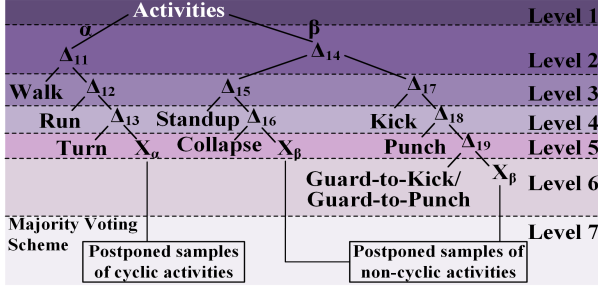 Activities
Level 1
α
β
Δ11
Δ14
Level 2
Walk
Δ12
Δ15
Δ17
Level 3
Run
Δ13
Standup
Δ16
Kick
Δ18
Level 4
Turn
Xα
Collapse
Xβ
Punch
Δ19
Level 5
Guard-to-Kick/
Guard-to-Punch
Xβ
Level 6
Majority Voting
Scheme
Level 7
Postponed samples
of cyclic activities
Postponed samples of
non-cyclic activities